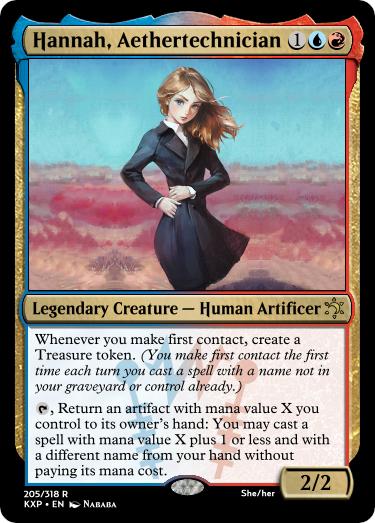 Hannah, Aethertechnician 1
Legendary Creature — Human Artificer
Whenever you make first contact, create a
Treasure token. (You make first contact the first
time each turn you cast a spell with a name not in
your graveyard or control already.)
, Return an artifact with mana value X you
control to its owner's hand: You may cast a
spell with mana value X plus 1 or less and with
a different name from your hand without
paying its mana cost.
2/2
205/318 R
She/her
KXP • EN Nababa